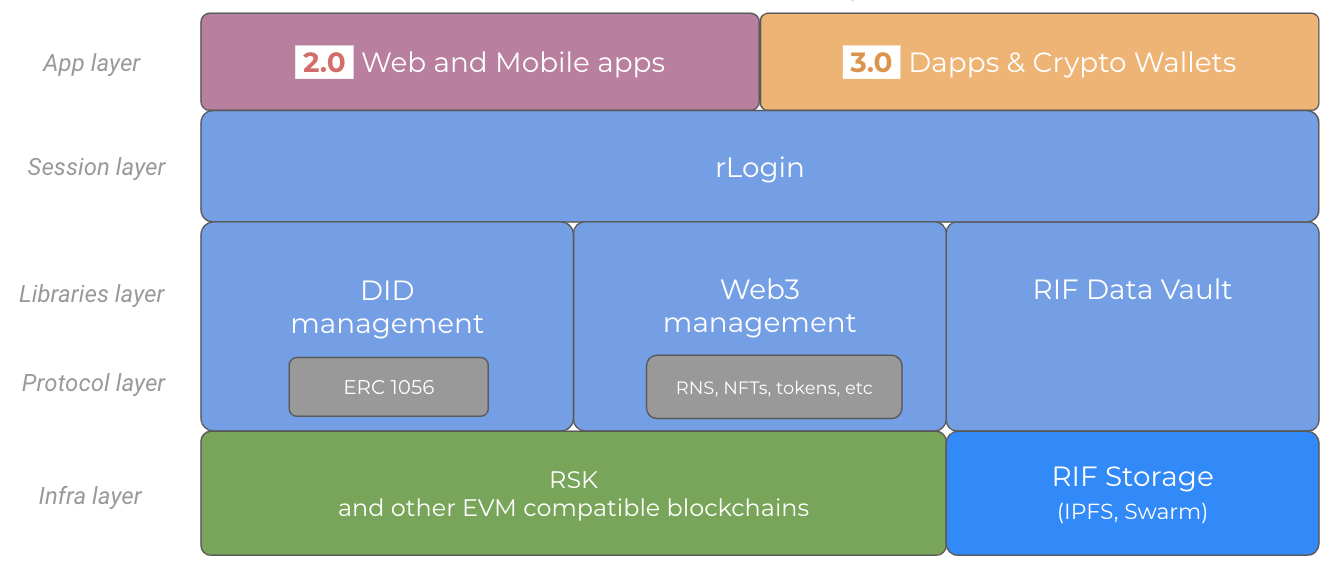 App layer
2.0 Web and Mobile apps
3.0 Dapps & Crypto Wallets
Session layer
rLogin
Libraries layer
DID
management
Web3
management
RIF Data Vault
Protocol layer
ERC 1056
RNS, NFTs, tokens, etc
Infra layer
RSK
and other EVM compatible blockchains
RIF Storage
(IPFS, Swarm)